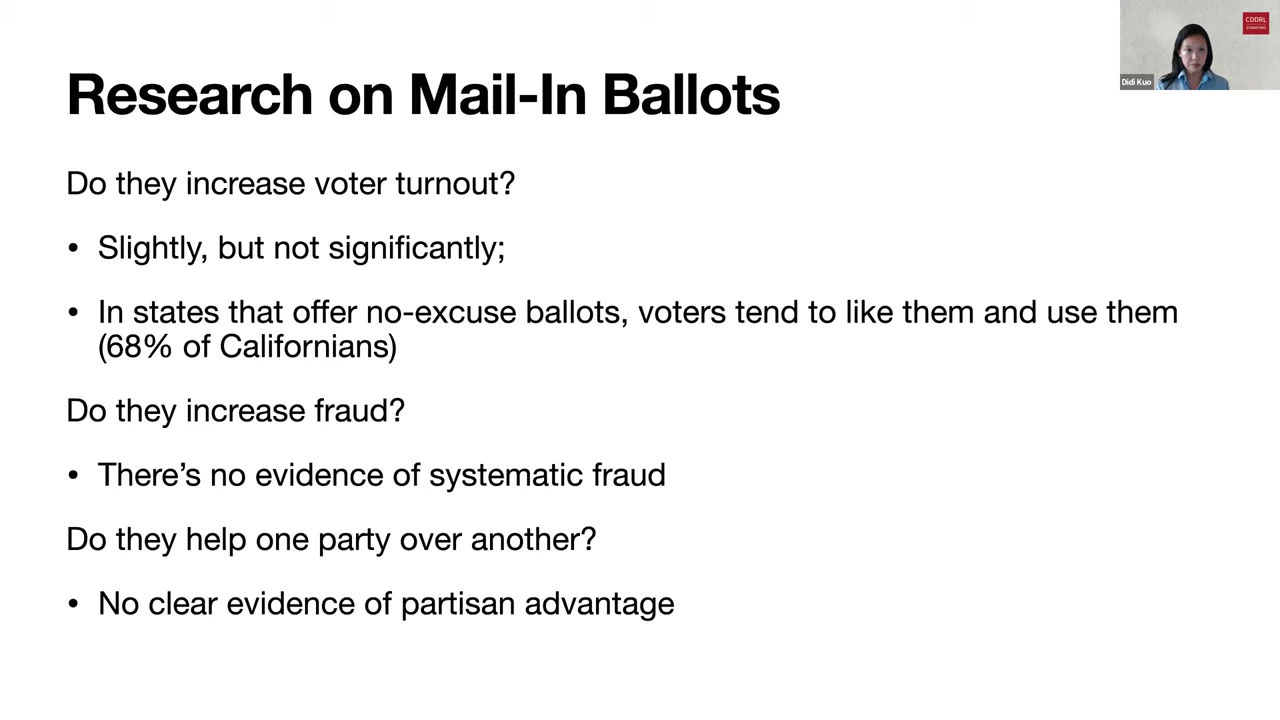 CDDRL
STANFORD
Didi Kuo
Research on Mail-In Ballots
Do they increase voter turnout?
• Slightly, but not significantly;
• In states that offer no-excuse ballots, voters tend to like them and use them
(68% of Californians)
Do they increase fraud?
• There’s no evidence of systematic fraud
Do they help one party over another?
• No clear evidence of partisan advantage